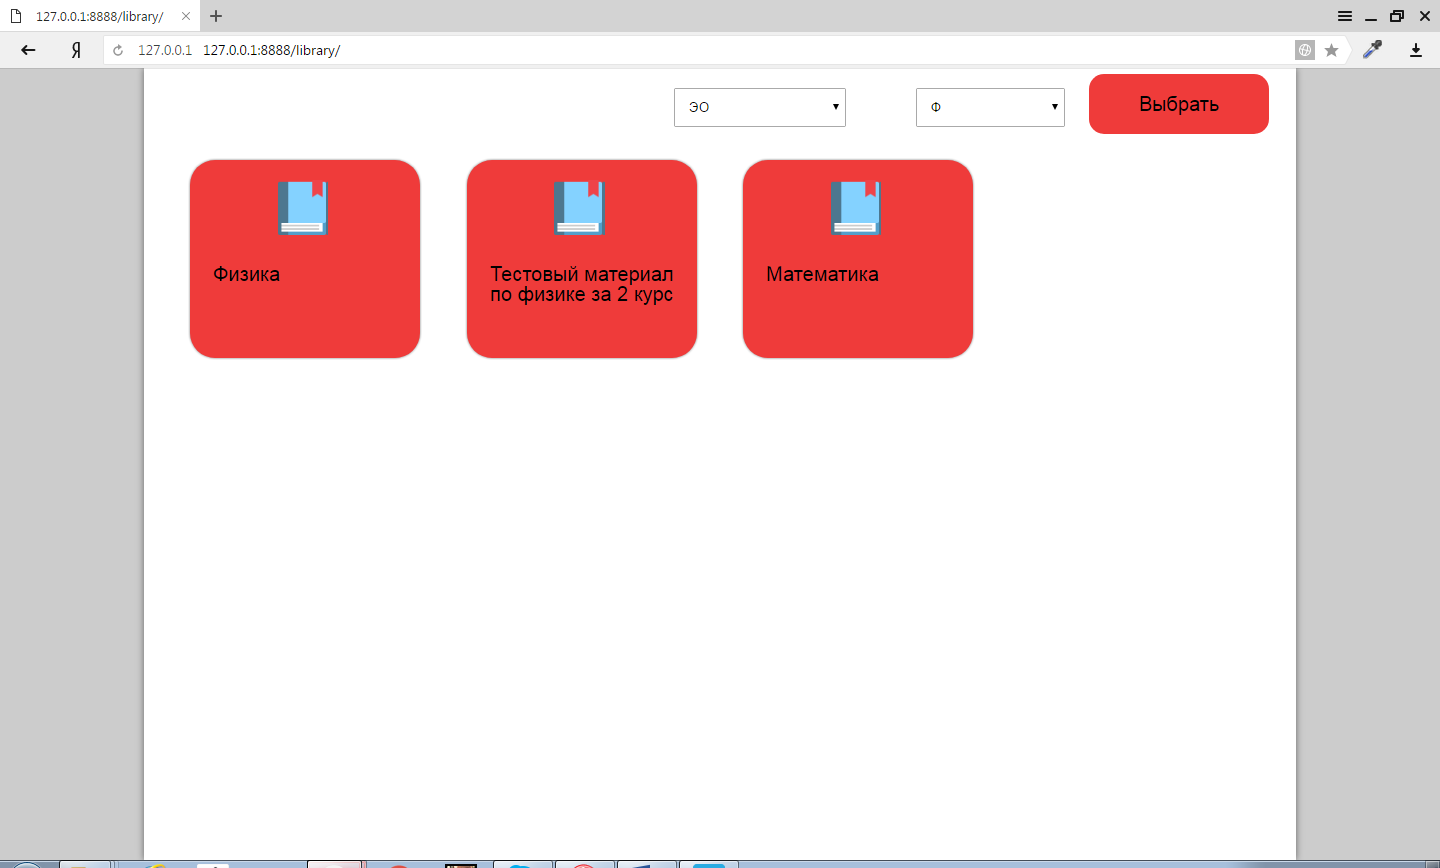 127.0.0.1:8888/library/
Я 127.0.0.1 127.0.0.1:8888/library/
ЭО Ф Выбрать
Физика
Тестовый материал
по физике за 2 курс
Математика